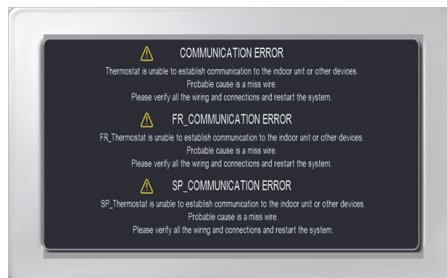 COMMUNICATION ERROR
Thermostat is unable to establish communication to the indoor unit or other devices.
Probable cause is a miss wire.
Please verify all the wiring and connections and restart the system.
FR_COMMUNICATION ERROR
FR_Thermostat is unable to establish communication to the indoor unit or other devices.
Probable cause is a miss wire.
Please verify all the wiring and connections and restart the system.
SP_COMMUNICATION ERROR
SP_Thermostat is unable to establish communication to the indoor unit or other devices.
Probable cause is a miss wire.
Please verify all the wiring and connections and restart the system.